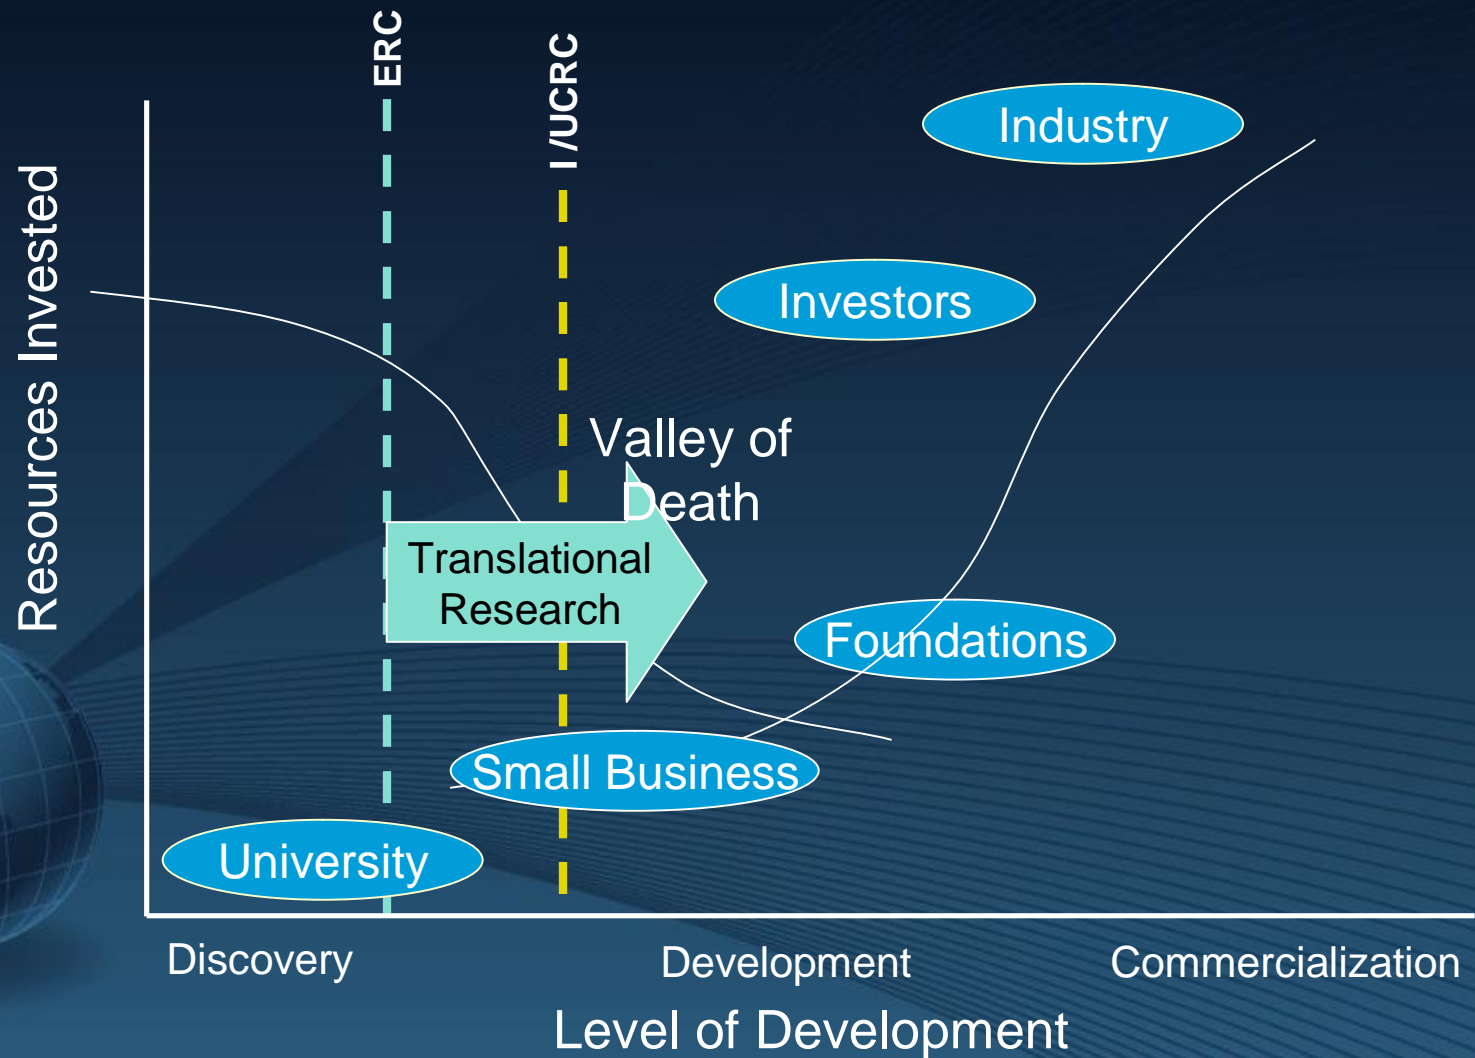 ERC
I /UCRC
Industry
Resources Invested
Investors
Valley of
Death
Translational
Research
Foundations
Small Business
University
Discovery
Development
Commercialization
Level of Development